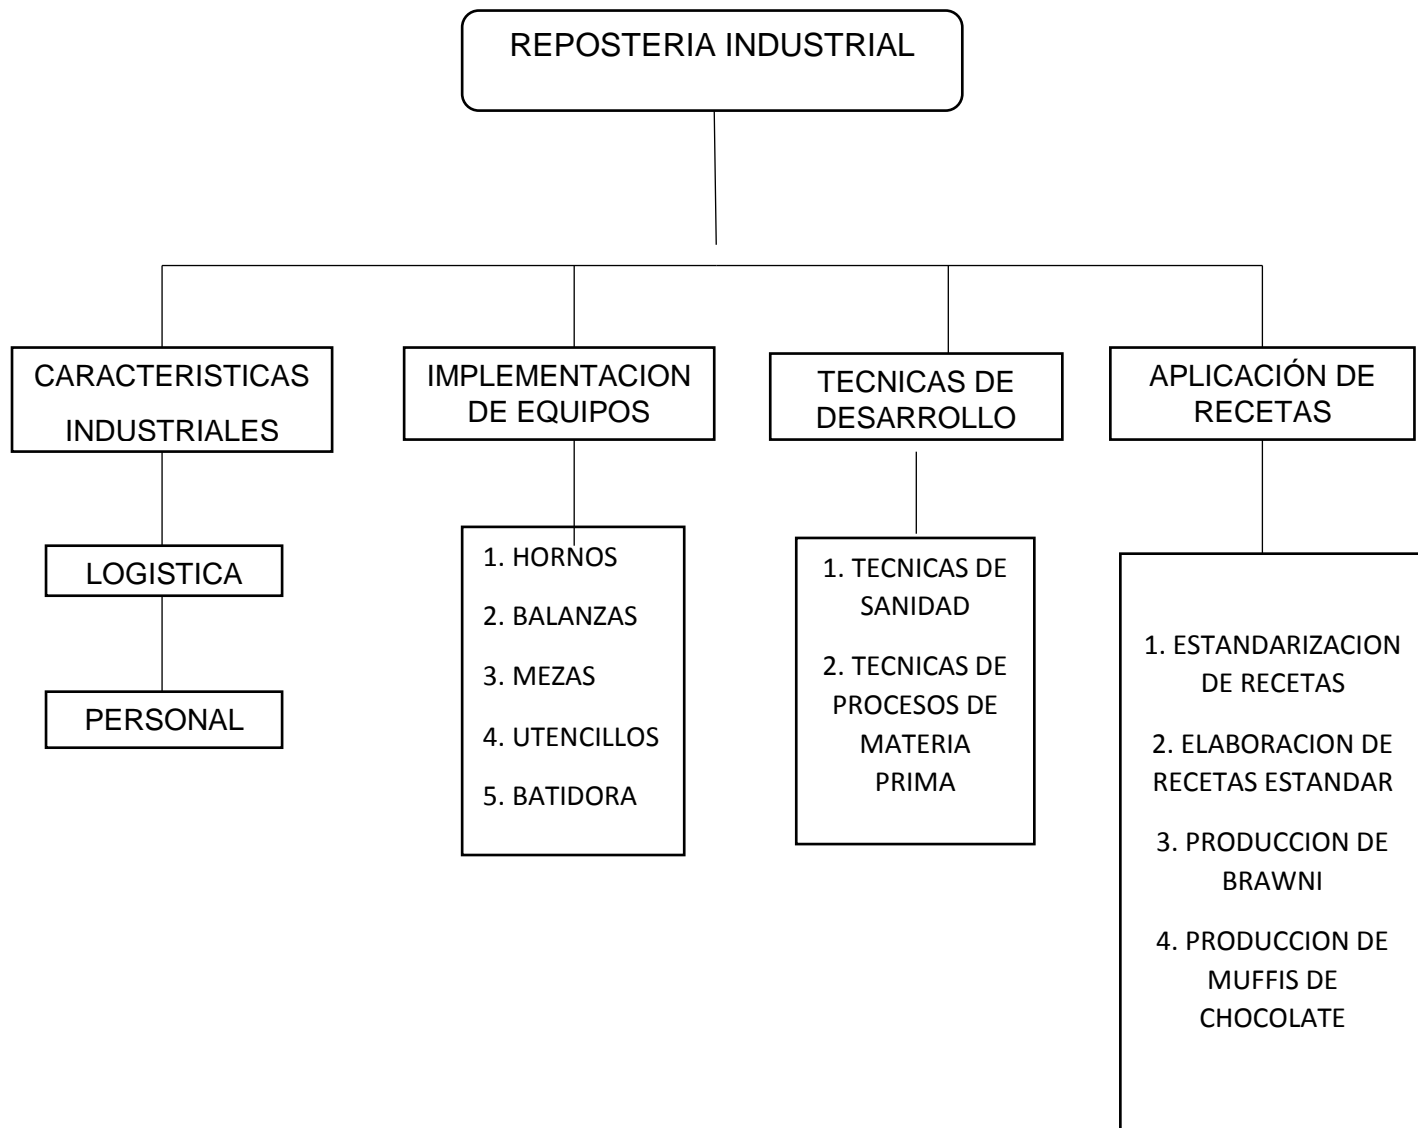 REPOSTERIA INDUSTRIAL
CARACTERISTICAS
INDUSTRIALES
LOGISTICA
PERSONAL
IMPLEMENTACION
DE EQUIPOS
1. HORNOS
2. BALANZAS
3. MEZAS
4. UTENCILLOS
5. BATIDORA
TECNICAS DE
DESARROLLO
1. TECNICAS DE
SANIDAD
2. TECNICAS DE
PROCESOS DE
MATERIA
PRIMA
APLICACIÓN DE
RECETAS
1. ESTANDARIZACION
DE RECETAS
2. ELABORACION DE
RECETAS ESTANDAR
3. PRODUCCION DE
BRAWNI
4. PRODUCCION DE
MUFFIS DE
CHOCOLATE